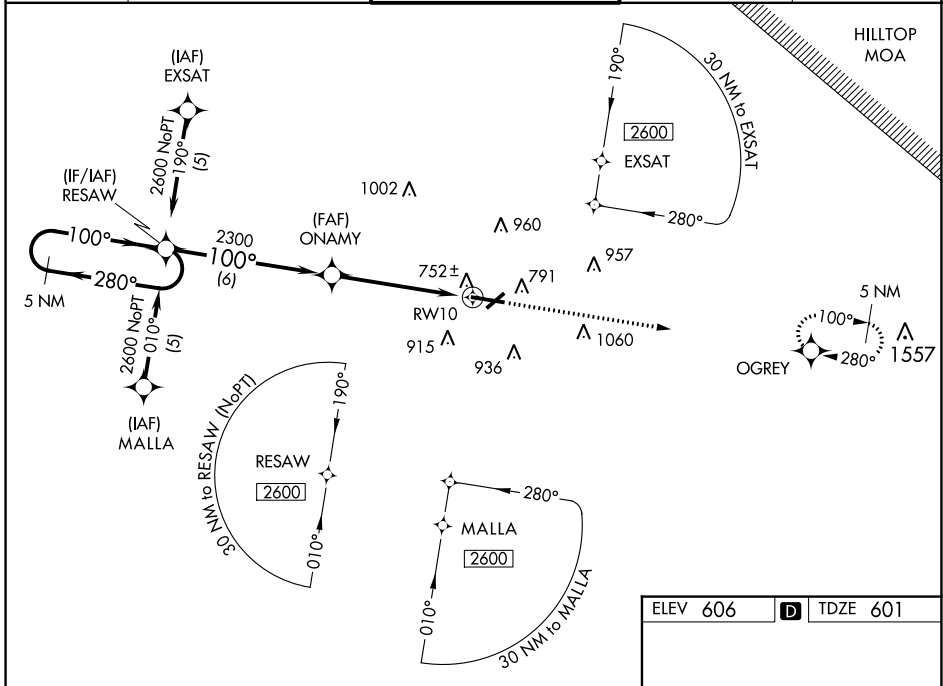 HILLTOP
MOA
(IAF)
EXSAT
2600 NoPT
190°
(5)
30 NM to EXSAT
190°
2600
EXSAT
280°
(IF/IAF)
RESAW
1002
960
957
100°
280°
5 NM
2300
100°
(6)
(FAF)
ONAMY
752±
791
RW10
915
936
1060
5 NM
100°
280°
OGREY
1557
2600 NoPT
010°
(5)
(IAF)
MALLA
30 NM to RESAW (NoPT)
190°
RESAW
2600
010°
280°
MALLA
2600
010°
30 NM to MALLA
ELEV 606 D TDZE 601